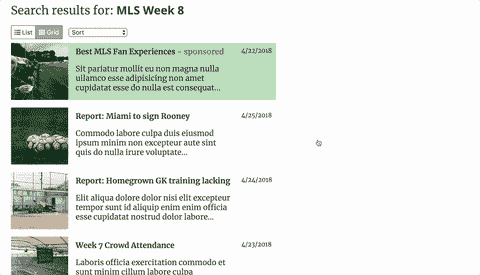 Search results for: MLS Week 8
List Grid Sort
Best MLS Fan Experiences - sponsored 4/22/2018
Sit pariatur mollit eu non magna nulla
ullamco esse adipisicing non amet
cupidatat esse do nulla est consequat...
Report: Miami to sign Rooney 4/25/2018
Commodo labore culpa duis eiusmod
ipsum minim non excepteur aute sint
quis do nulla irure voluptate...
Report: Homegrown GK training lacking 4/24/2018
Elit aliqua dolore dolor nisi elit excepteur
tempor sunt id aliquip enim enim officia
esse cupidatat nostrud dolor labore...
Week 7 Crowd Attendance 4/23/2018
Laboris officia exercitation commodo et
sunt minim cillum labore culpa